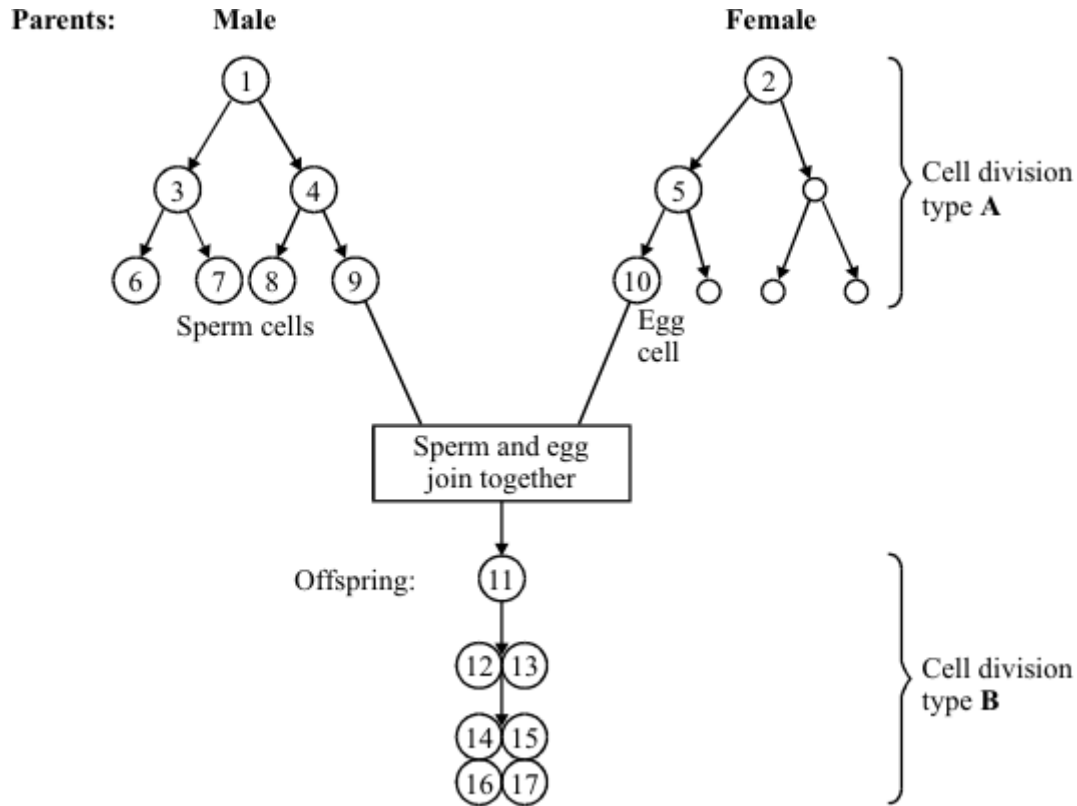 Parents: Male Female
1 2
3 4 5
Cell division
type A
6 7 8 9 10
Sperm cells
Egg
cell
Sperm and egg
join together
Offspring: 11
12 13
Cell division
type B
14 15
16 17